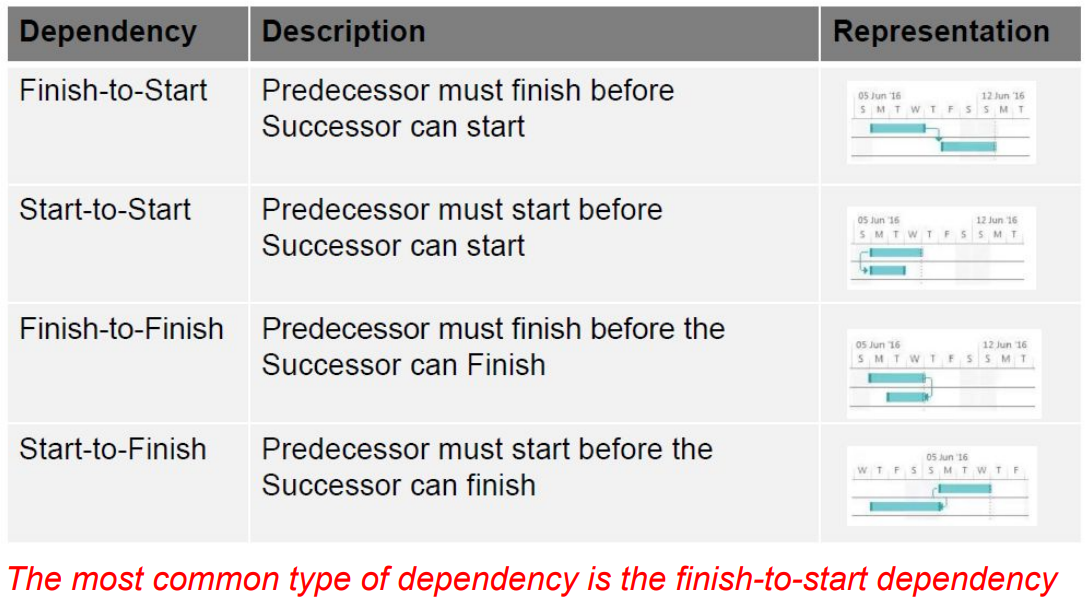 Dependency Description Representation
Finish-to-Start Predecessor must finish before
Successor can start
05 Jun '16 12 Jun '16
S M T W T F S S M T
Start-to-Start Predecessor must start before
Successor can start
05 Jun '16 12 Jun '16
S M T W T F S S M T
Finish-to-Finish Predecessor must finish before the
Successor can Finish
05 Jun '16 12 Jun '16
S M T W T F S S M T
Start-to-Finish Predecessor must start before the
Successor can finish
05 Jun '16
W T F S S M T W T F
The most common type of dependency is the finish-to-start dependency